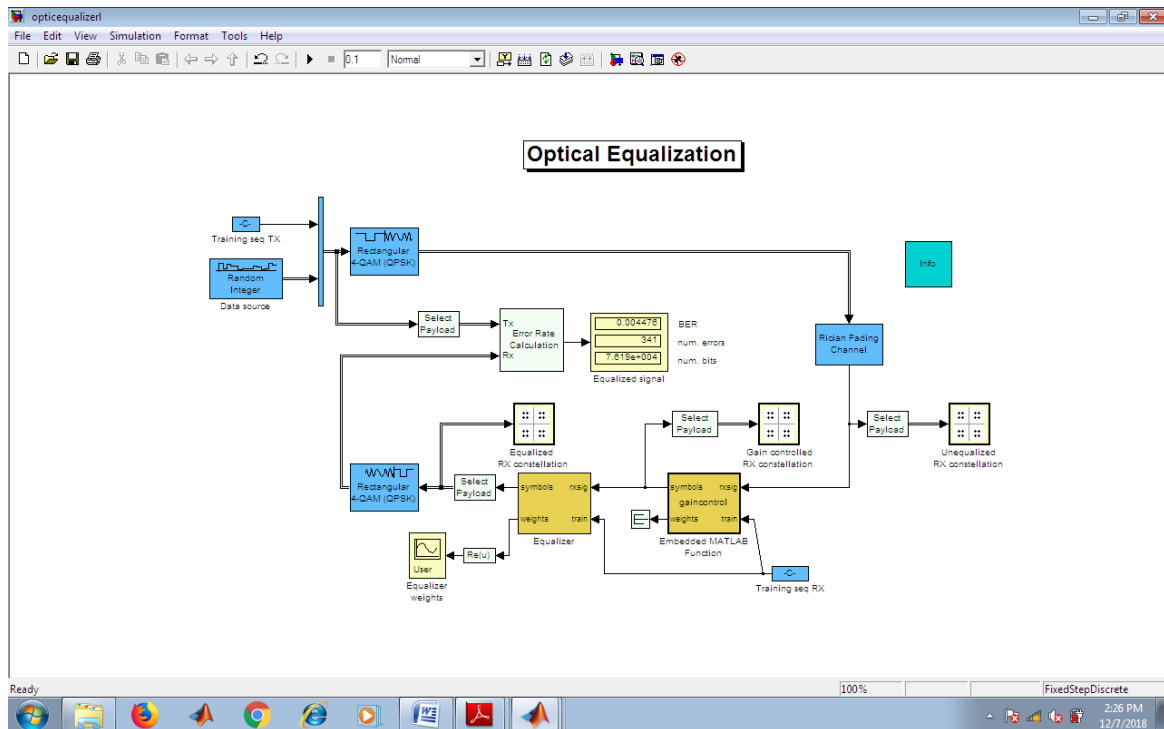 opticequalizerl
File Edit View Simulation Format Tools Help
0.1 Normal
Optical Equalization
-C-
Training seq TX
Random
Integer
Data source
Rectangular
4-QAM (QPSK)
Info
Select
Payload
Tx
Rx
Error Rate
Calculation
0.004476
341
7.619e+004
BER
num. errors
num. bits
Equalized signal
Rician Fading
Channel
Equalized
RX constellation
Select
Payload
Gain controlled
RX constellation
Select
Payload
Unequalized
RX constellation
Rectangular
4-QAM (QPSK)
Select
Payload
symbols rxsig
weights train
Equalizer
symbols rxsig
gaincontrol
weights train
Embedded MATLAB
Function
User
Equalizer
weights
Re(u)
-C-
Training seq RX
Ready 100% FixedStepDiscrete
2:26 PM
12/7/2018